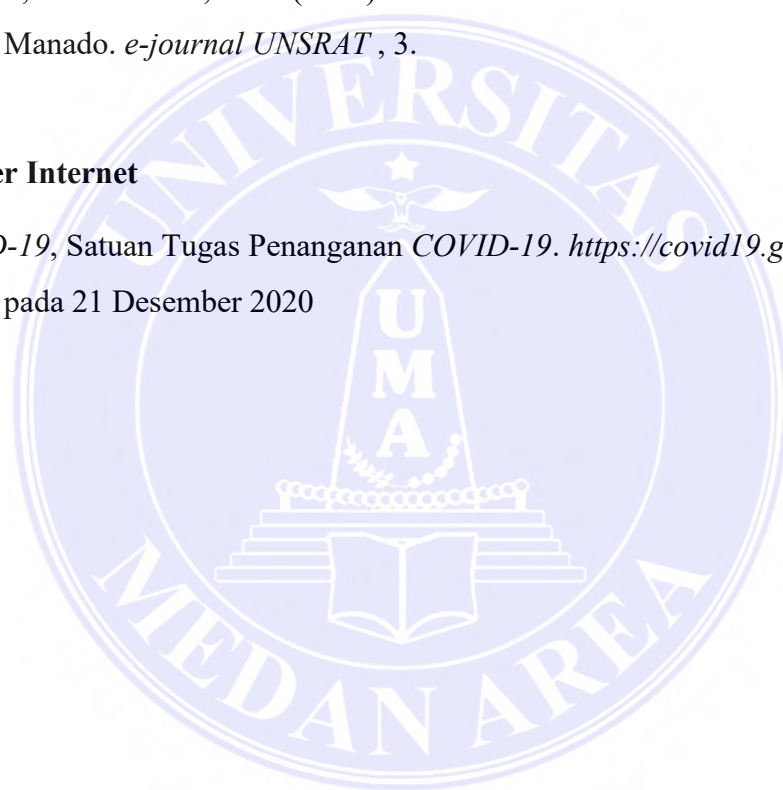 Manado. e-journal UNSRAT , 3.
er Internet
D-19, Satuan Tugas Penanganan COVID-19. https://covid19.g
pada 21 Desember 2020
UNIVERSITAS
UMA
MEDAN AREA